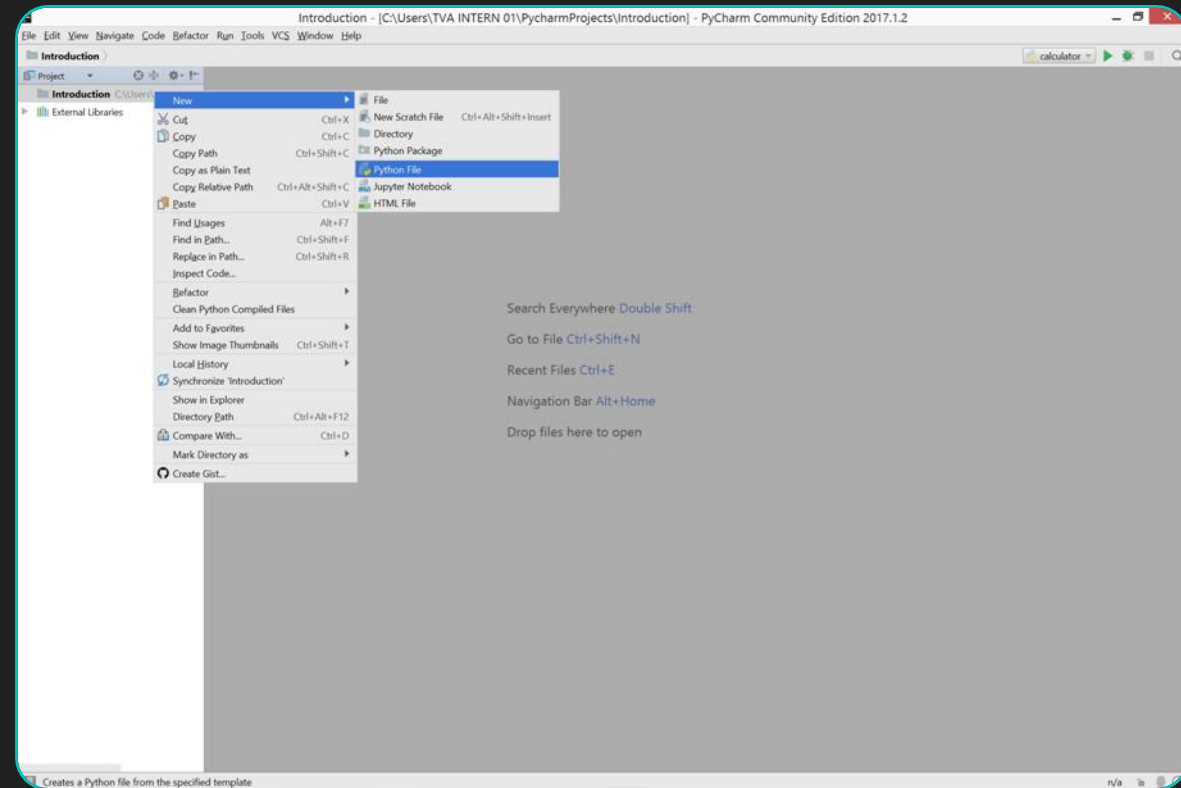 Introduction - [C:\Users\TVA INTERN 01\PycharmProjects\Introduction] - PyCharm Community Edition 2017.1.2
File Edit View Navigate Code Refactor Run Tools VCS Window Help
Introduction
calculator
Project
Introduction C:\Users\
External Libraries
New
Cut Ctrl+X
Copy Ctrl+C
Copy Path Ctrl+Shift+C
Copy as Plain Text
Copy Relative Path Ctrl+Alt+Shift+C
Paste Ctrl+V
Find Usages Alt+F7
Find in Path... Ctrl+Shift+F
Replace in Path... Ctrl+Shift+R
Inspect Code...
Refactor
Clean Python Compiled Files
Add to Favorites
Show Image Thumbnails Ctrl+Shift+T
Local History
Synchronize 'Introduction'
Show in Explorer
Directory Path Ctrl+Alt+F12
Compare With... Ctrl+D
Mark Directory as
Create Gist...
File
New Scratch File Ctrl+Alt+Shift+Insert
Directory
Python Package
Python File
Jupyter Notebook
HTML File
Search Everywhere Double Shift
Go to File Ctrl+Shift+N
Recent Files Ctrl+E
Navigation Bar Alt+Home
Drop files here to open
Creates a Python file from the specified template
n/a